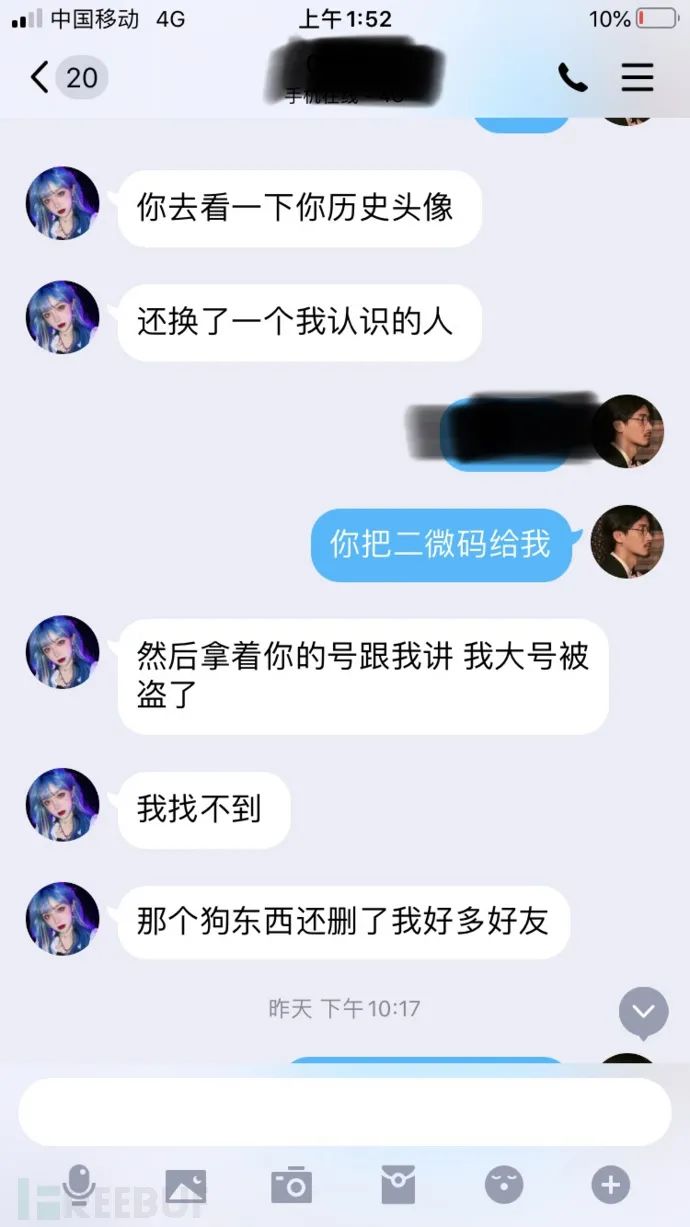 中国移动 4G 上午1:52 10%
20
手机在线 - 4G
你去看一下你历史头像
还换了一个我认识的人
你把二微码给我
然后拿着你的号跟我讲 我大号被
盗了
我找不到
那个狗东西还删了我好多好友
昨天 下午10:17
FREEBUF